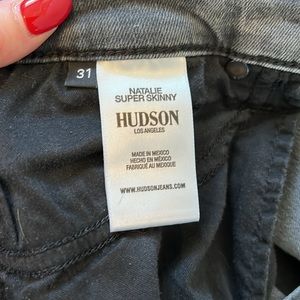 31
NATALIE
SUPER SKINNY
HUDSON
LOS ANGELES
MADE IN MEXICO
HECHO EN MÉXICO
FABRIQUÉ AU MEXIQUE
WWW.HUDSONJEANS.COM